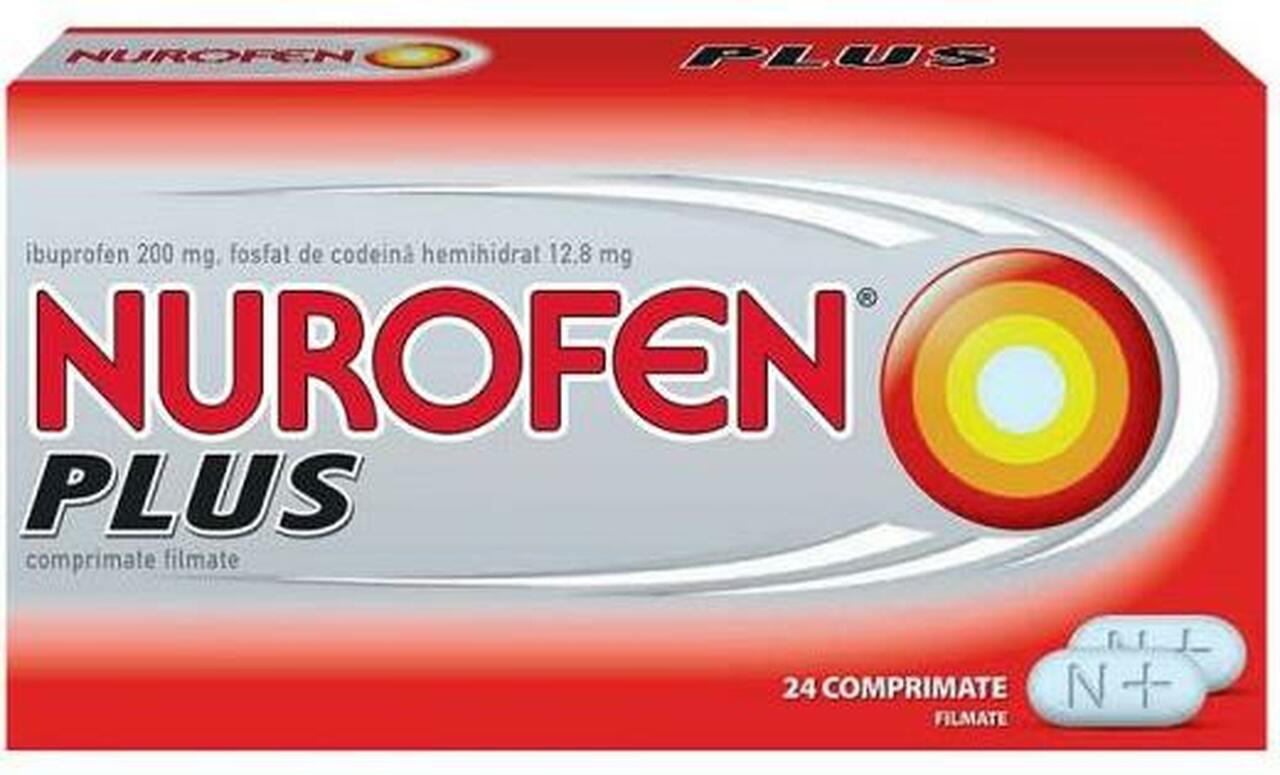 NUROFEN PLUS
ibuprofen 200 mg, fosfat de codeină hemihidrat 12,8 mg
NUROFEN®
PLUS
comprimate filmate
24 COMPRIMATE
FILMATE
N+
N+